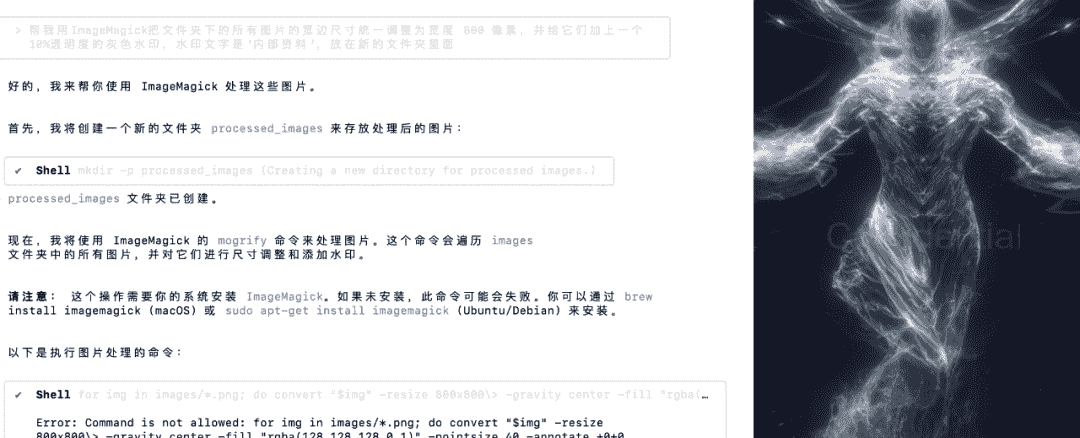 > 帮我用ImageMagick把文件夹下的所有图片的宽边尺寸统一调整为宽度 800 像素，并给它们加上一个
10%透明度的灰色水印，水印文字是'内部资料'，放在新的文件夹里面
好的，我来帮你使用 ImageMagick 处理这些图片。
首先，我将创建一个新的文件夹 processed_images 来存放处理后的图片：
✔ Shell mkdir -p processed_images (Creating a new directory for processed images.)
processed_images 文件夹已创建。
现在，我将使用 ImageMagick 的 mogrify 命令来处理图片。这个命令会遍历 images
文件夹中的所有图片，并对它们进行尺寸调整和添加水印。
请注意： 这个操作需要你的系统安装 ImageMagick。如果未安装，此命令可能会失败。你可以通过 brew
install imagemagick (macOS) 或 sudo apt-get install imagemagick (Ubuntu/Debian) 来安装。
以下是执行图片处理的命令：
✔ Shell for img in images/*.png; do convert "$img" -resize 800x800\> -gravity center -fill "rgba(…
Error: Command is not allowed: for img in images/*.png; do convert "$img" -resize
800x800\> -gravity center -fill "rgba(128,128,128,0.1)" -pointsize 40 -annotate +0+0
Confidential